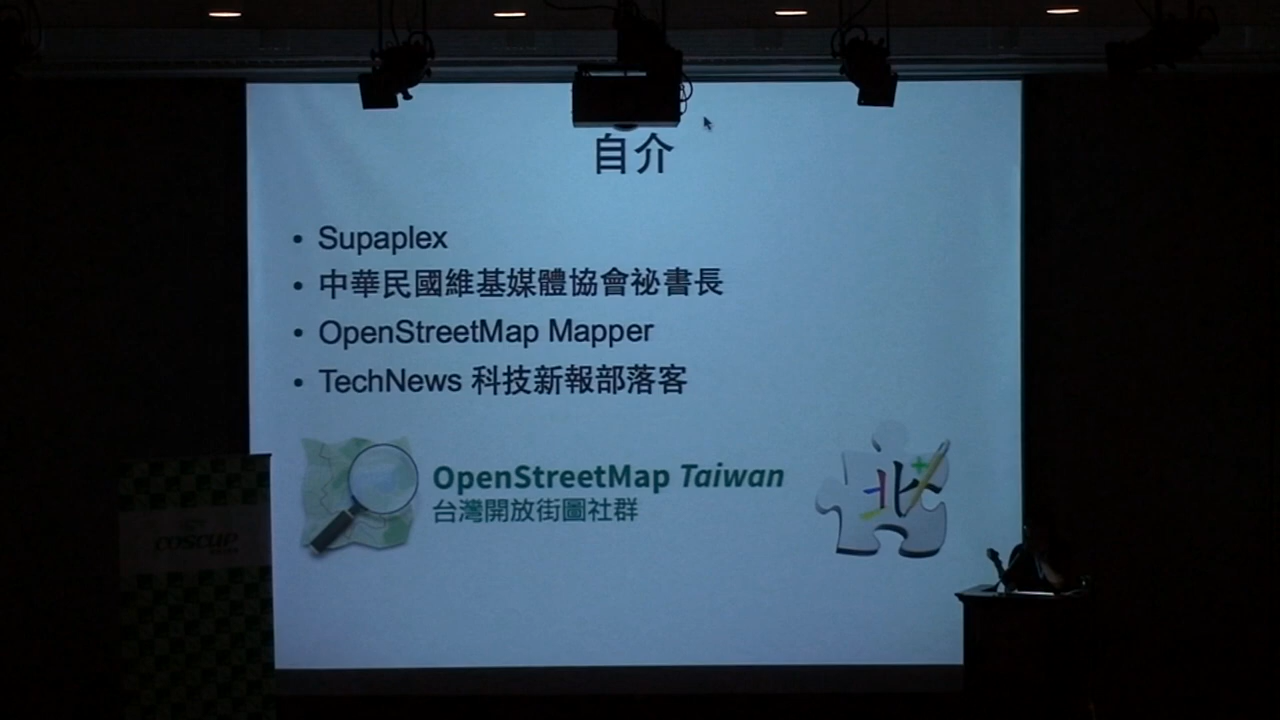 自介
Supaplex
中華民國維基媒體協會祕書長
OpenStreetMap Mapper
TechNews 科技新報部落客
OpenStreetMap Taiwan
台灣開放街圖社群
北
COSCUP